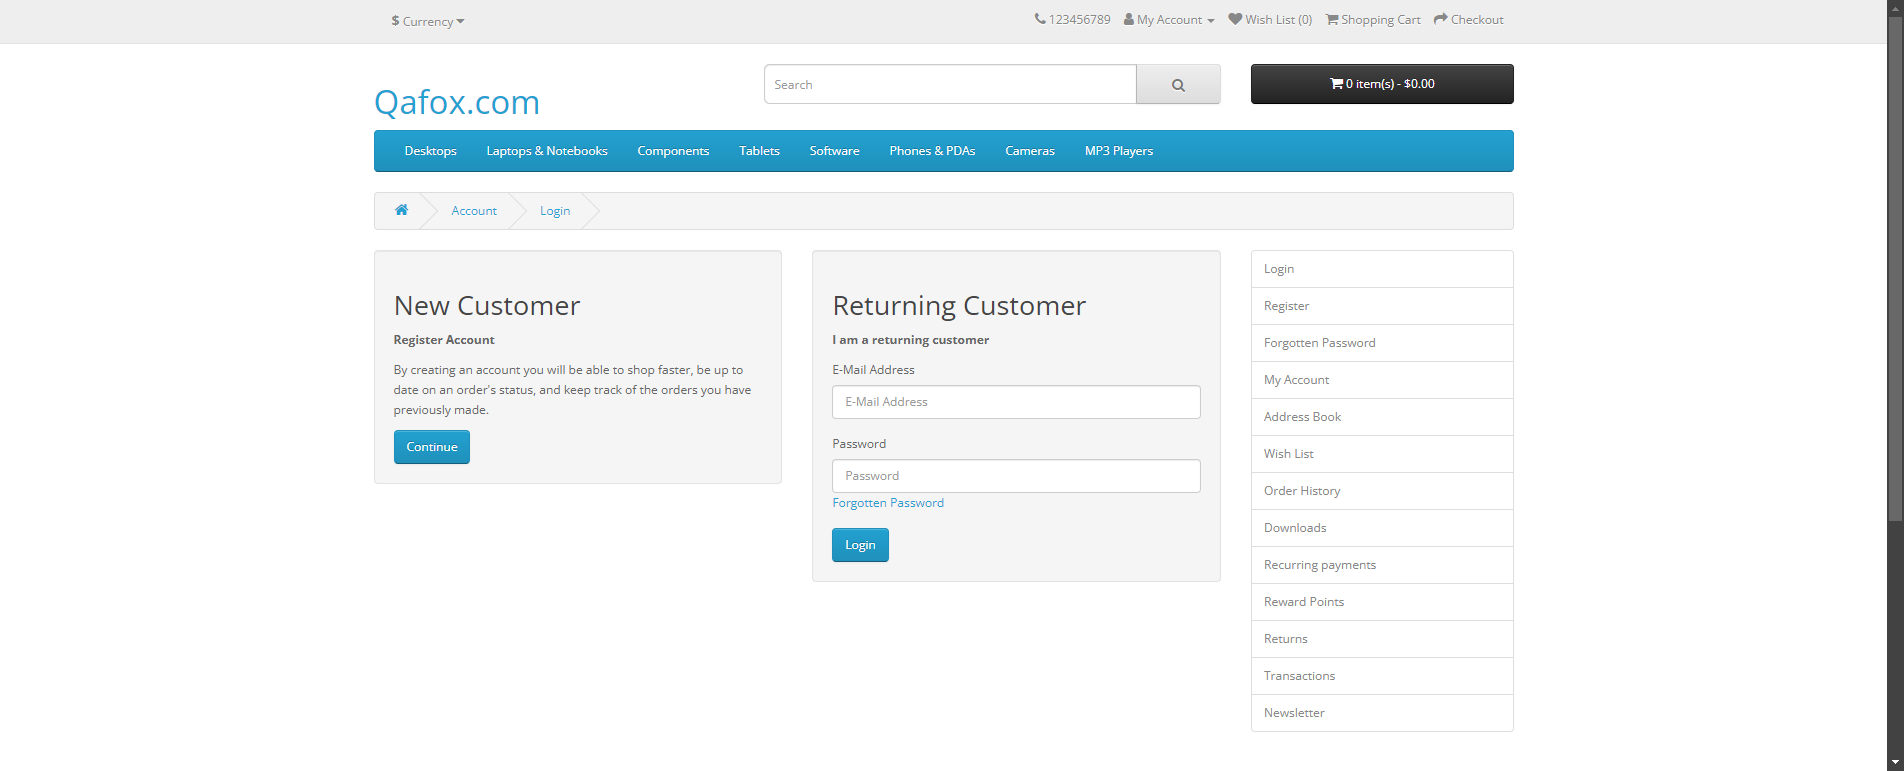 $ Currency
123456789 My Account Wish List (0) Shopping Cart Checkout
Qafox.com
Search
0 item(s) - $0.00
Desktops Laptops & Notebooks Components Tablets Software Phones & PDAs Cameras MP3 Players
Account Login
New Customer
Register Account
By creating an account you will be able to shop faster, be up to
date on an order's status, and keep track of the orders you have
previously made.
Continue
Returning Customer
I am a returning customer
E-Mail Address
E-Mail Address
Password
Password
Forgotten Password
Login
Login
Register
Forgotten Password
My Account
Address Book
Wish List
Order History
Downloads
Recurring payments
Reward Points
Returns
Transactions
Newsletter